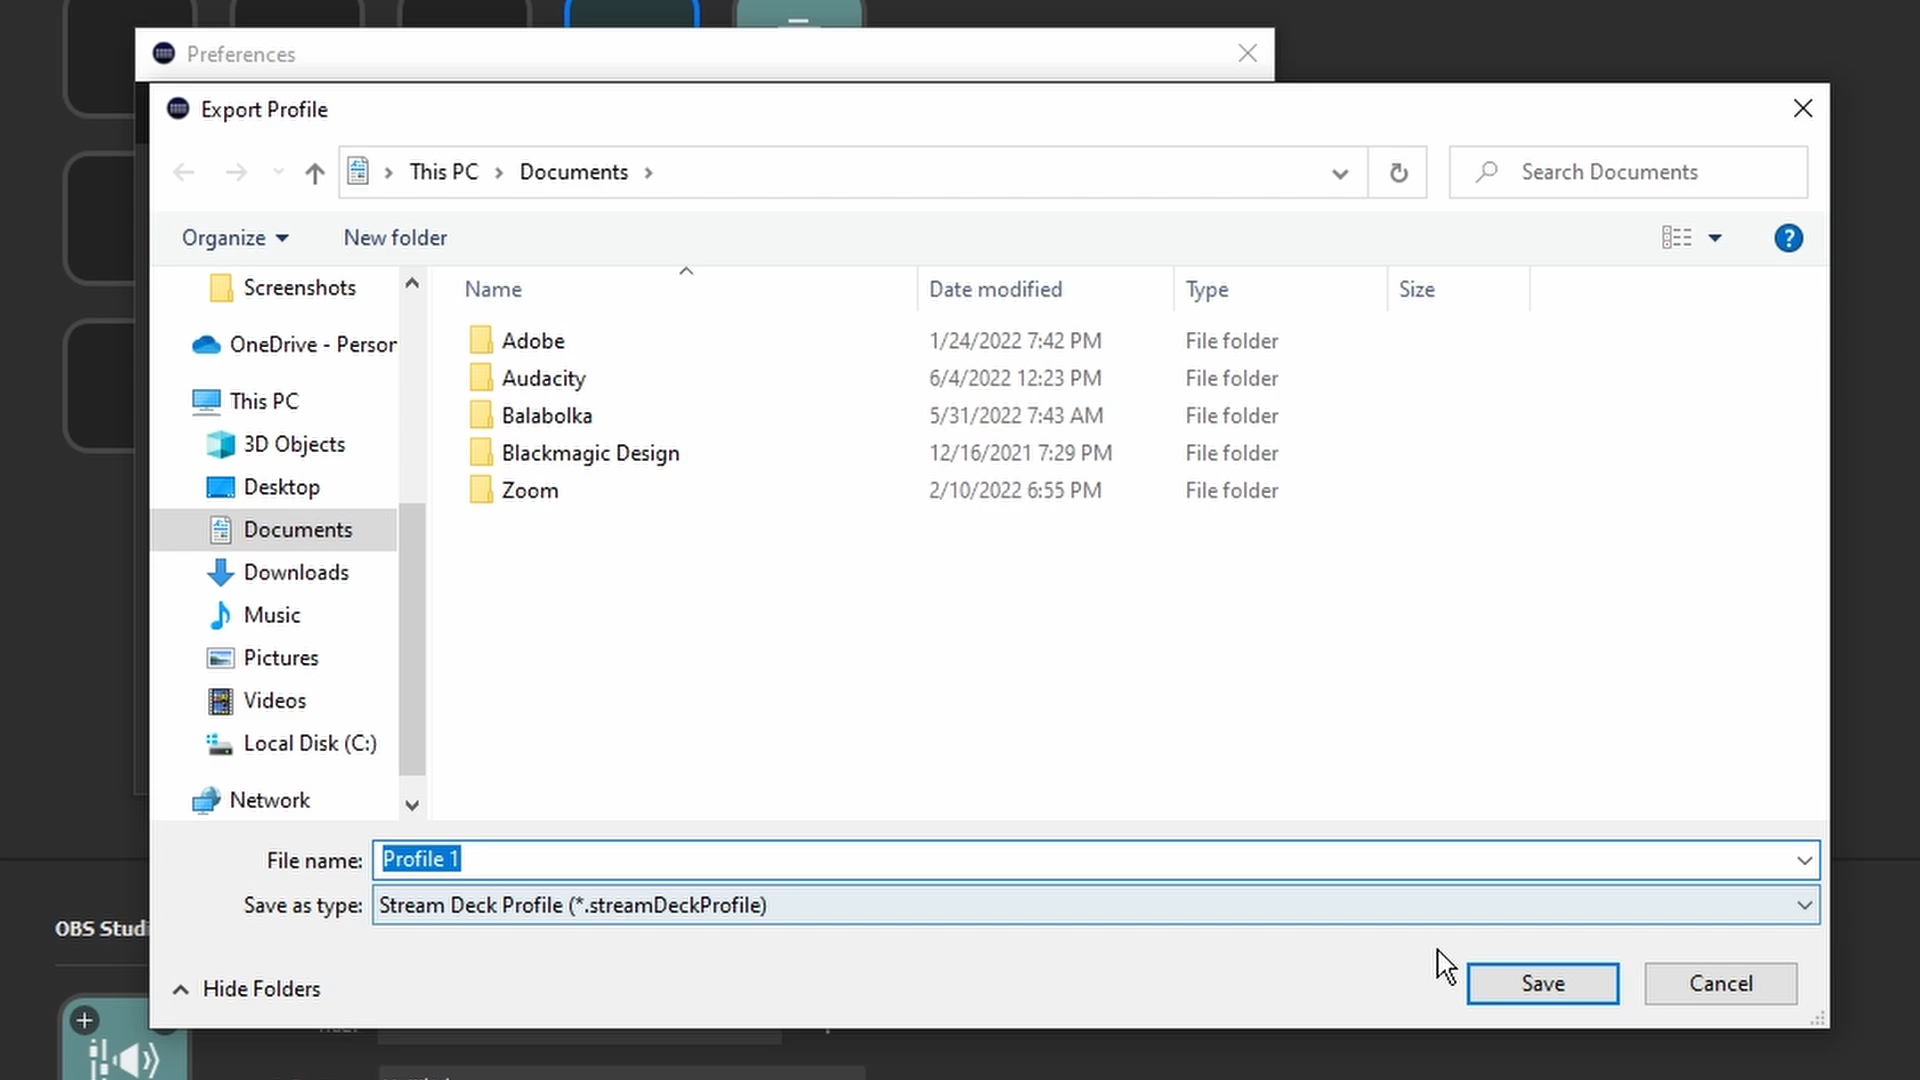 Preferences
Export Profile
This PC Documents
Search Documents
Organize New folder
Screenshots
OneDrive - Person
This PC
3D Objects
Desktop
Documents
Downloads
Music
Pictures
Videos
Local Disk (C:)
Network
Name Date modified Type Size
Adobe 1/24/2022 7:42 PM File folder
Audacity 6/4/2022 12:23 PM File folder
Balabolka 5/31/2022 7:43 AM File folder
Blackmagic Design 12/16/2021 7:29 PM File folder
Zoom 2/10/2022 6:55 PM File folder
File name: Profile 1
Save as type: Stream Deck Profile (*.streamDeckProfile)
Hide Folders
Save Cancel
OBS Studi